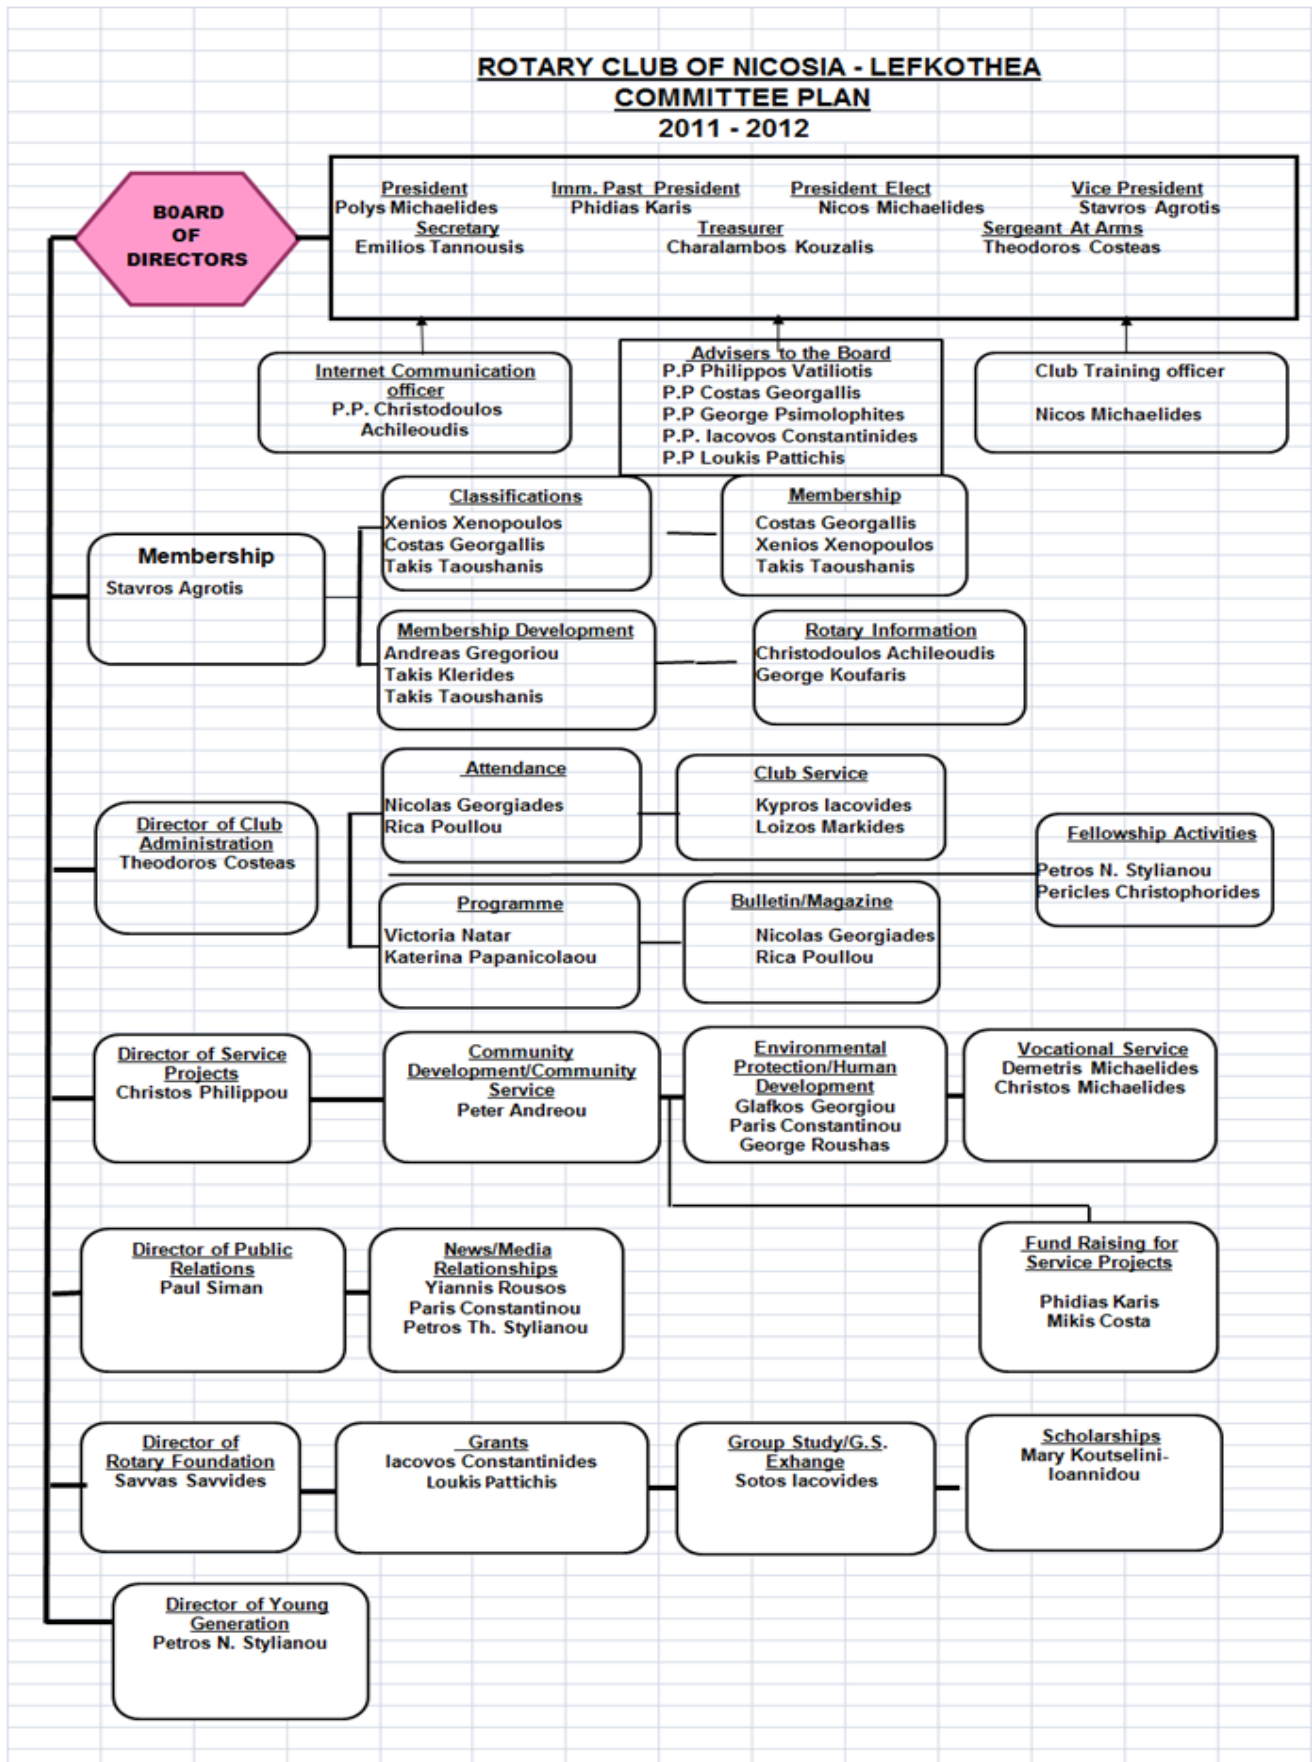 ROTARY CLUB OF NICOSIA - LEFKOTHEA
COMMITTEE PLAN
2011 - 2012
B0ARD
OF
DIRECTORS
President
Polys Michaelides
Imm. Past President
Phidias Karis
President Elect
Nicos Michaelides
Vice President
Stavros Agrotis
Secretary
Emilios Tannousis
Treasurer
Charalambos Kouzalis
Sergeant At Arms
Theodoros Costeas
Internet Communication
officer
P.P. Christodoulos
Achileoudis
Advisers to the Board
P.P Philippos Vatiliotis
P.P Costas Georgallis
P.P George Psimolophites
P.P. Iacovos Constantinides
P.P Loukis Pattichis
Club Training officer
Nicos Michaelides
Membership
Stavros Agrotis
Classifications
Xenios Xenopoulos
Costas Georgallis
Takis Taoushanis
Membership
Costas Georgallis
Xenios Xenopoulos
Takis Taoushanis
Membership Development
Andreas Gregoriou
Takis Klerides
Takis Taoushanis
Rotary Information
Christodoulos Achileoudis
George Koufaris
Director of Club
Administration
Theodoros Costeas
Attendance
Nicolas Georgiades
Rica Poullou
Club Service
Kypros Iacovides
Loizos Markides
Fellowship Activities
Petros N. Stylianou
Pericles Christophorides
Programme
Victoria Natar
Katerina Papanicolaou
Bulletin/Magazine
Nicolas Georgiades
Rica Poullou
Director of Service
Projects
Christos Philippou
Community
Development/Community
Service
Peter Andreou
Environmental
Protection/Human
Development
Glafkos Georgiou
Paris Constantinou
George Roushas
Vocational Service
Demetris Michaelides
Christos Michaelides
Director of Public
Relations
Paul Siman
News/Media
Relationships
Yiannis Rousos
Paris Constantinou
Petros Th. Stylianou
Fund Raising for
Service Projects
Phidias Karis
Mikis Costa
Director of
Rotary Foundation
Savvas Savvides
Grants
Iacovos Constantinides
Loukis Pattichis
Group Study/G.S.
Exhange
Sotos Iacovides
Scholarships
Mary Koutselini-
Ioannidou
Director of Young
Generation
Petros N. Stylianou